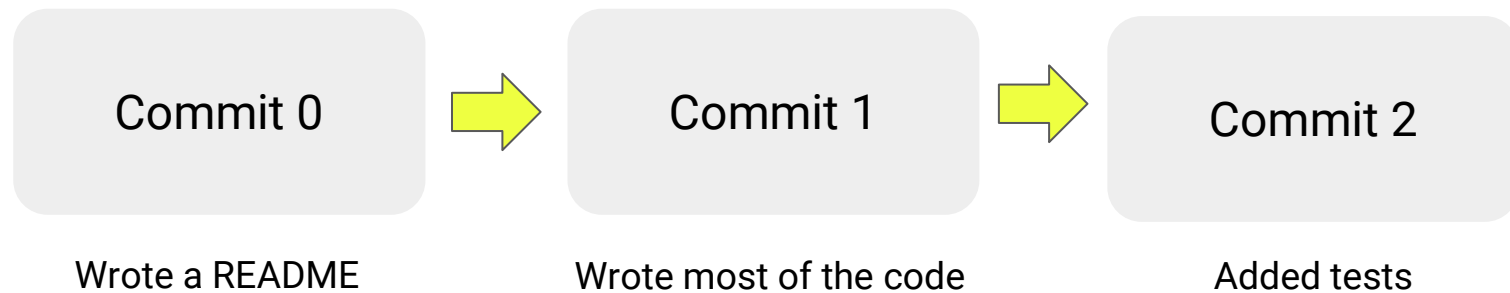 Commit 0
Commit 1
Commit 2
Wrote a README
Wrote most of the code
Added tests